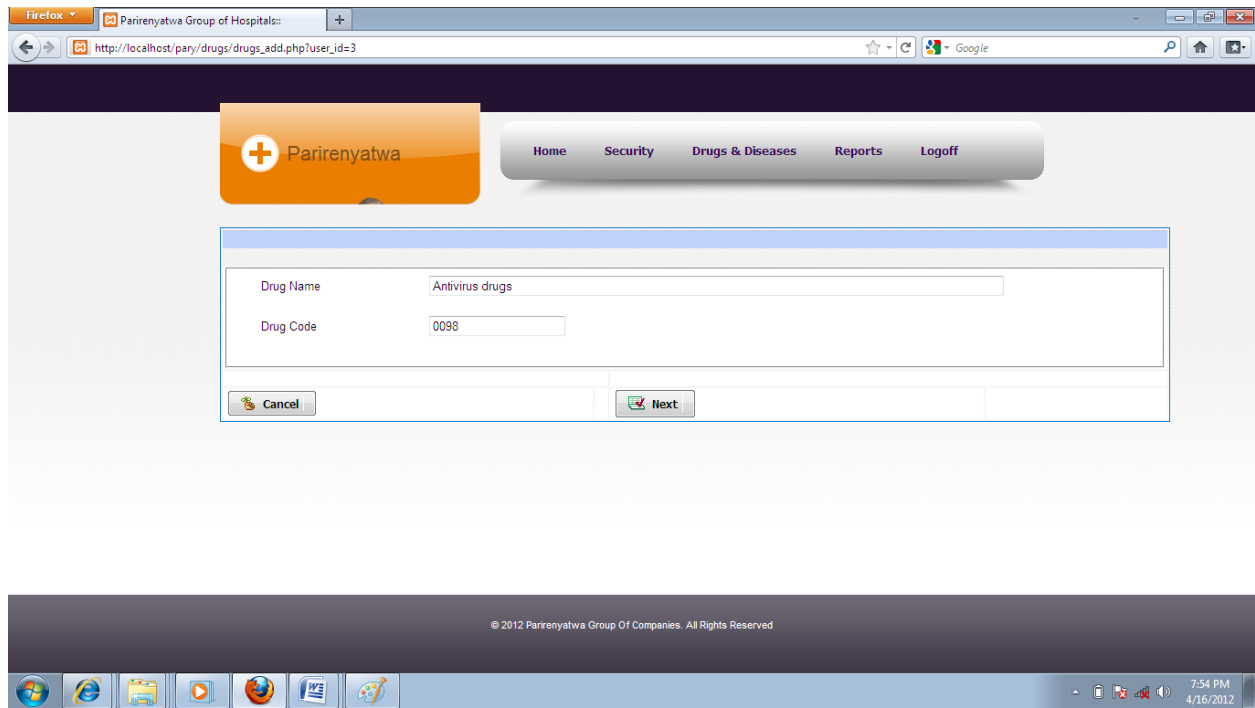 Firefox
Parirenyatwa Group of Hospitals::
http://localhost/pary/drugs/drugs_add.php?user_id=3
Google
Parirenyatwa
Home Security Drugs & Diseases Reports Logoff
Drug Name Antivirus drugs
Drug Code 0098
Cancel Next
© 2012 Parirenyatwa Group Of Companies. All Rights Reserved
7:54 PM
4/16/2012